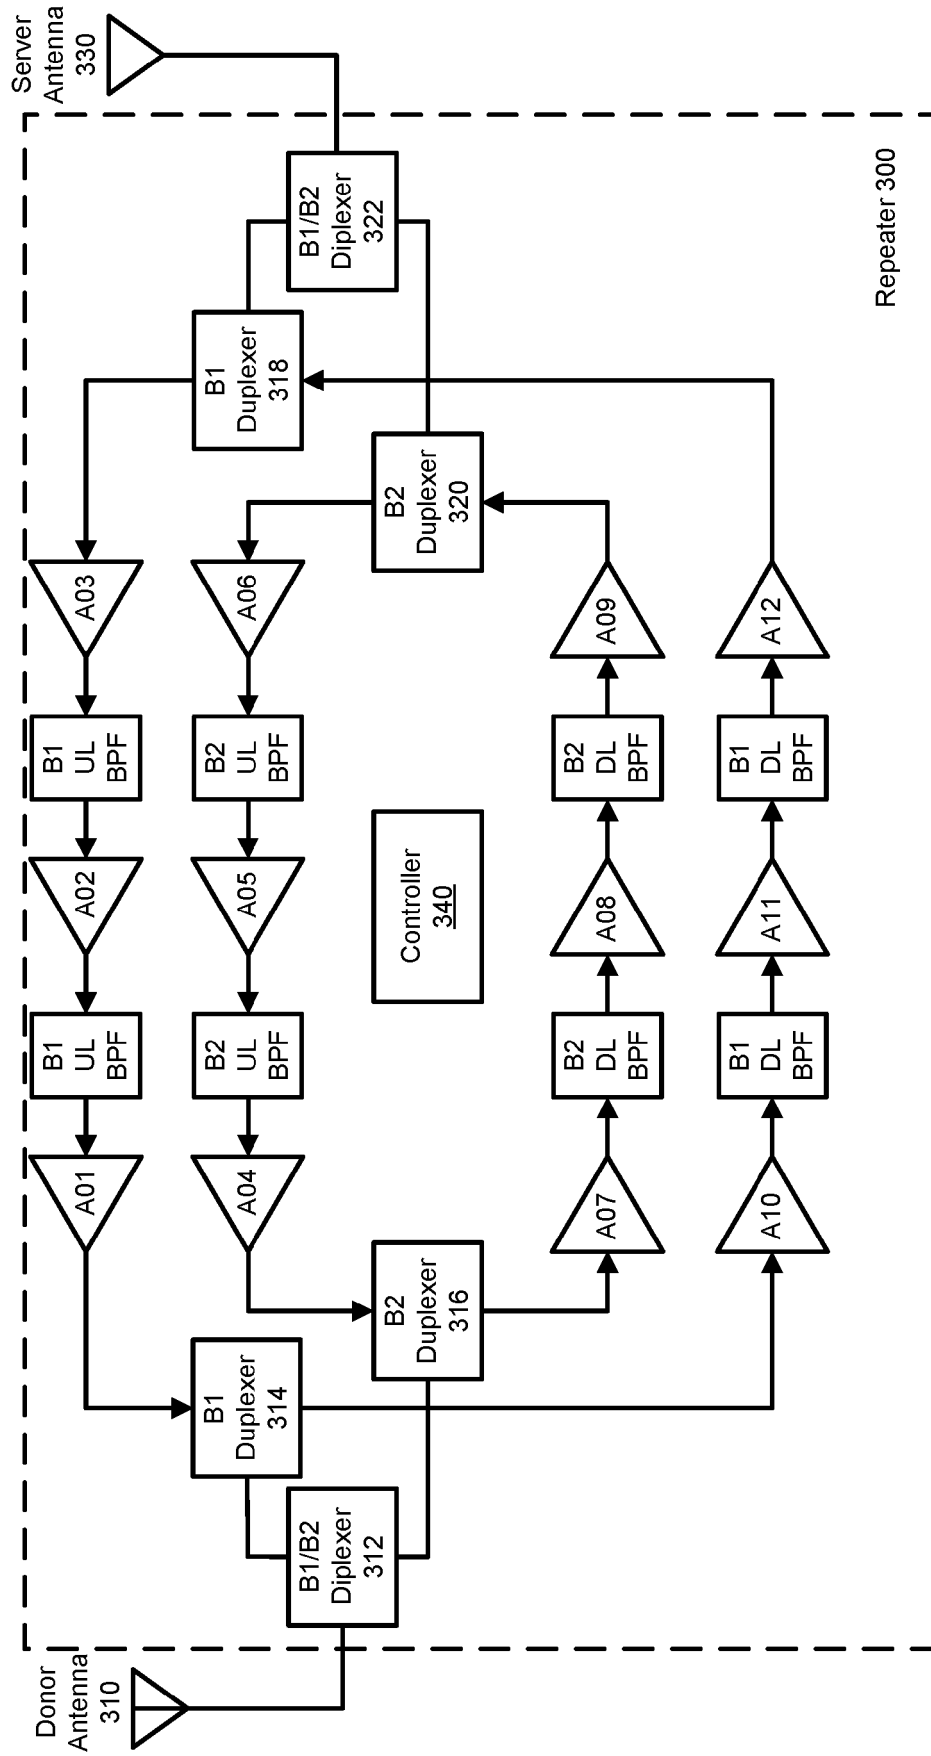 Donor
Antenna
310
Server
Antenna
330
B1/B2
Diplexer
312
B1
Duplexer
314
B2
Duplexer
316
B1
Duplexer
318
B2
Duplexer
320
B1/B2
Diplexer
322
A01
B1
UL
BPF
A02
B1
UL
BPF
A03
A04
B2
UL
BPF
A05
B2
UL
BPF
A06
Controller
340
A07
B2
DL
BPF
A08
B2
DL
BPF
A09
A10
B1
DL
BPF
A11
B1
DL
BPF
A12
Repeater 300